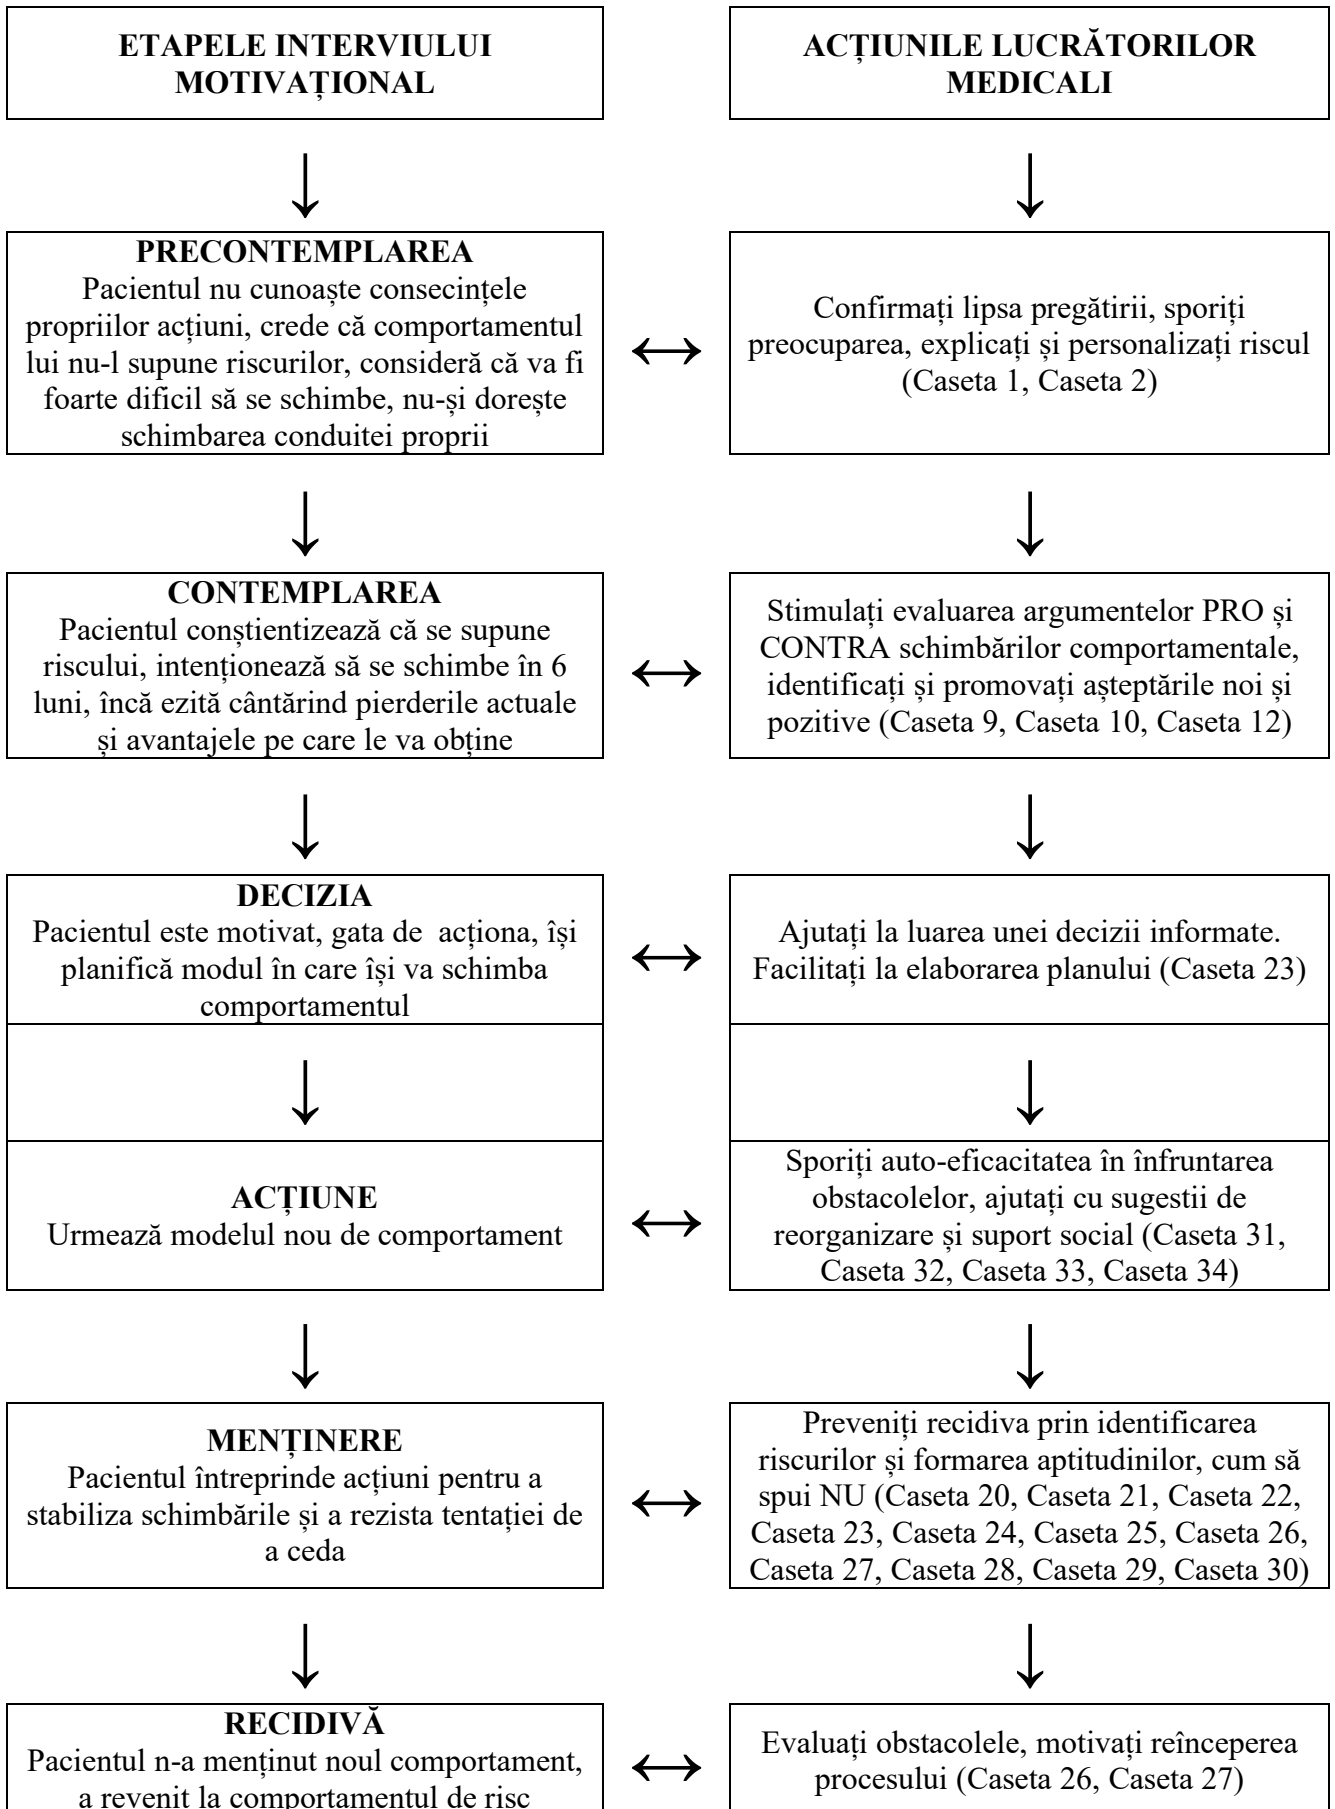 ETAPELE INTERVIULUI
MOTIVAȚIONAL
ACȚIUNILE LUCRĂTORILOR
MEDICALI
PRECONTEMPLAREA
Pacientul nu cunoaște consecințele
propriilor acțiuni, crede că comportamentul
lui nu-l supune riscurilor, consideră că va fi
foarte dificil să se schimbe, nu-și dorește
schimbarea conduitei proprii
Confirmați lipsa pregătirii, sporiți
preocuparea, explicați și personalizați riscul
(Caseta 1, Caseta 2)
CONTEMPLAREA
Pacientul conștientizează că se supune
riscului, intenționează să se schimbe în 6
luni, încă ezită cântărind pierderile actuale
și avantajele pe care le va obține
Stimulați evaluarea argumentelor PRO și
CONTRA schimbărilor comportamentale,
identificați și promovați așteptările noi și
pozitive (Caseta 9, Caseta 10, Caseta 12)
DECIZIA
Pacientul este motivat, gata de  acționa, își
planifică modul în care își va schimba
comportamentul
Ajutați la luarea unei decizii informate.
Facilitați la elaborarea planului (Caseta 23)
ACȚIUNE
Urmează modelul nou de comportament
Sporiți auto-eficacitatea în înfruntarea
obstacolelor, ajutați cu sugestii de
reorganizare și suport social (Caseta 31,
Caseta 32, Caseta 33, Caseta 34)
MENȚINERE
Pacientul întreprinde acțiuni pentru a
stabiliza schimbările și a rezista tentației de
a ceda
Preveniți recidiva prin identificarea
riscurilor și formarea aptitudinilor, cum să
spui NU (Caseta 20, Caseta 21, Caseta 22,
Caseta 23, Caseta 24, Caseta 25, Caseta 26,
Caseta 27, Caseta 28, Caseta 29, Caseta 30)
RECIDIVĂ
Pacientul n-a menținut noul comportament,
a revenit la comportamentul de risc
Evaluați obstacolele, motivați reînceperea
procesului (Caseta 26, Caseta 27)